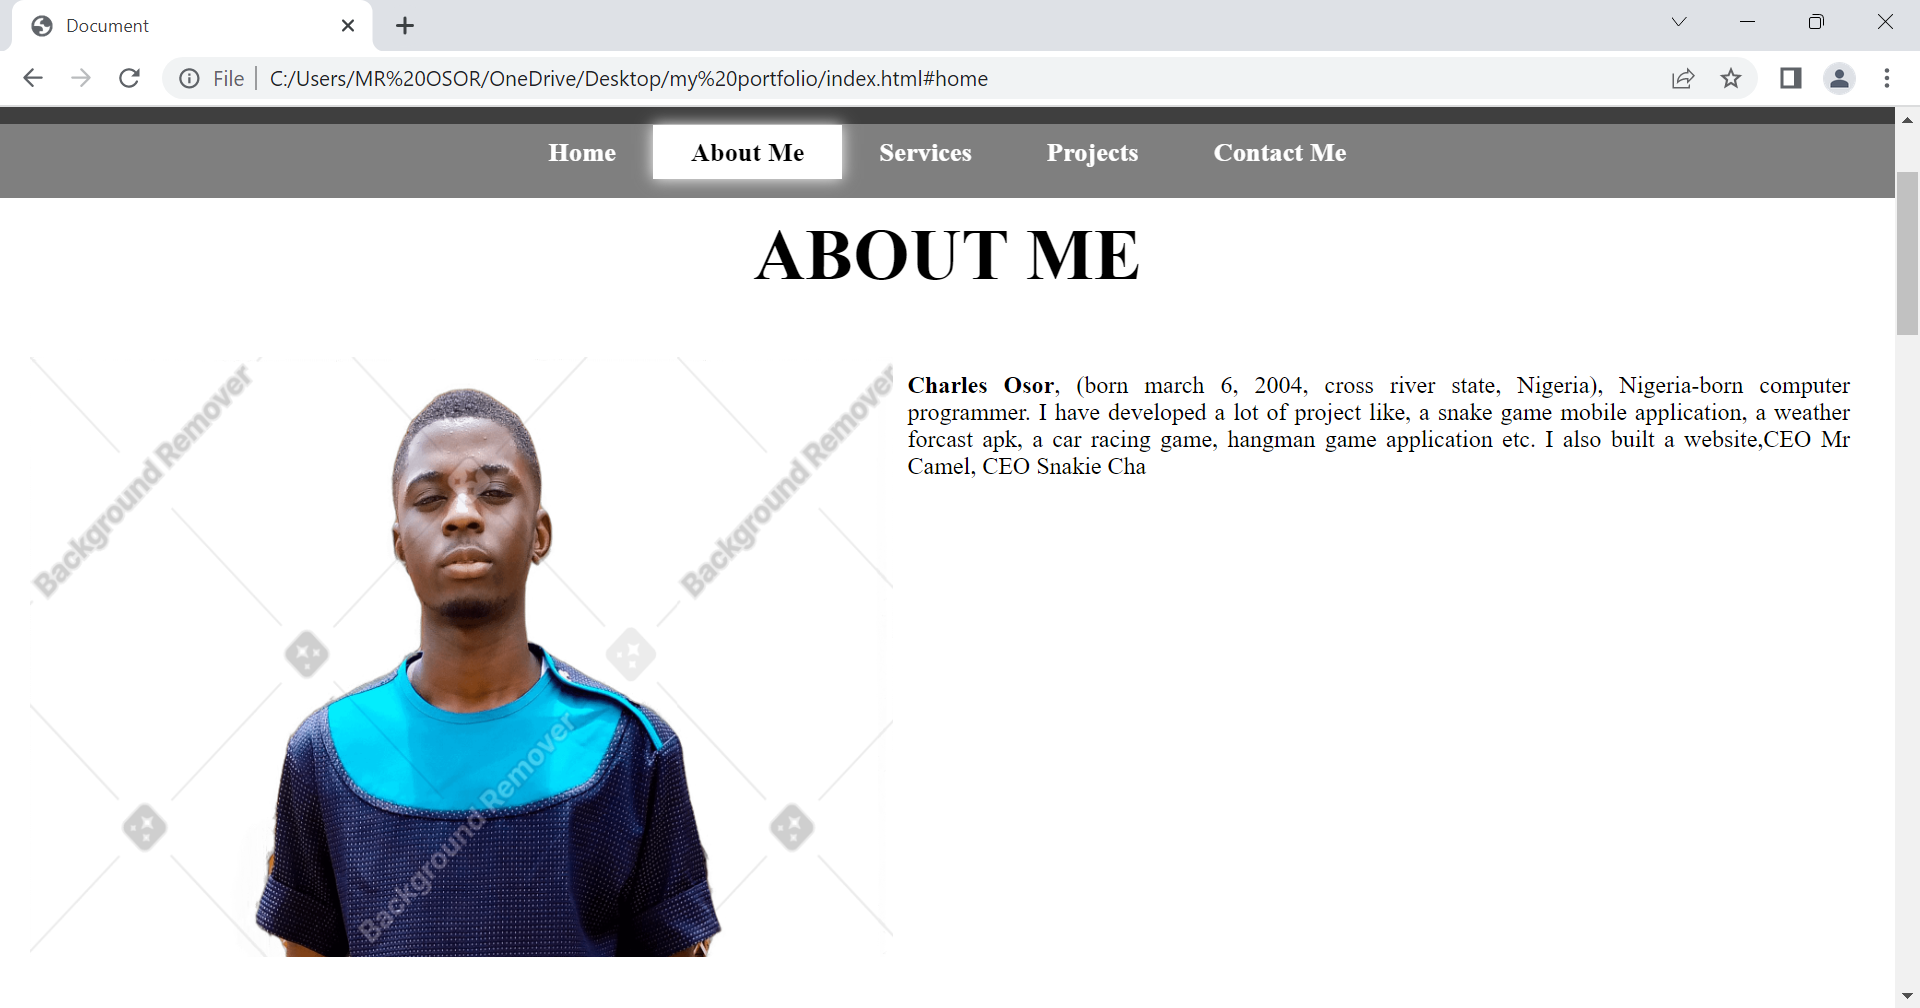 Document
File
C:/Users/MR%20OSOR/OneDrive/Desktop/my%20portfolio/index.html#home
Home About Me Services Projects Contact Me
ABOUT ME
Charles Osor, (born march 6, 2004, cross river state, Nigeria), Nigeria-born computer
programmer. I have developed a lot of project like, a snake game mobile application, a weather
forcast apk, a car racing game, hangman game application etc. I also built a website,CEO Mr
Camel, CEO Snakie Cha
Background Remover
Background Remover
Background Remover